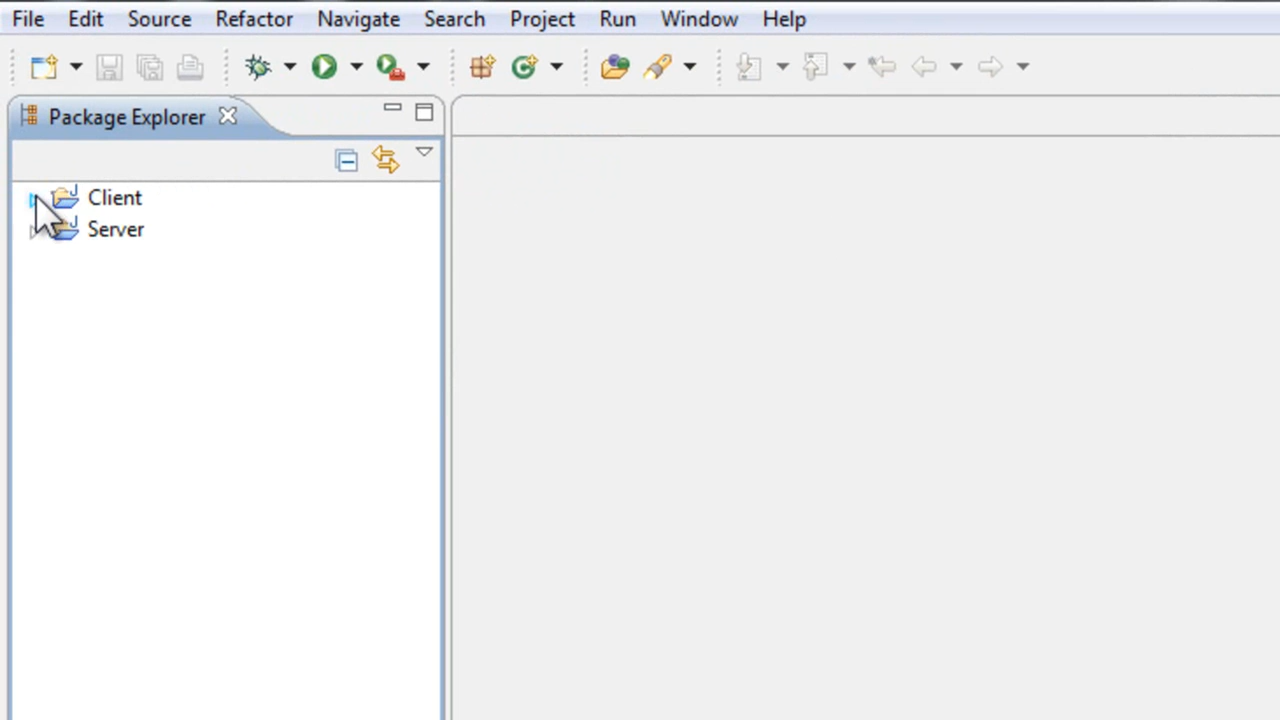 File Edit Source Refactor Navigate Search Project Run Window Help
Package Explorer
Client
Server